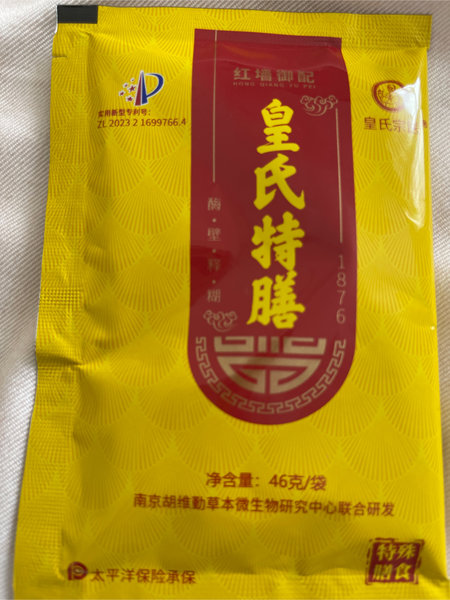 实用新型专利号:
ZL 2023.2 1699766.4
红墙御配
HONG QIANG YU PEI
皇氏特膳
酶·壁·释·糊
1876
皇氏宗
净含量: 46克/袋
南京胡维勤草本微生物研究中心联合研发
太平洋保险承保
特殊
膳食